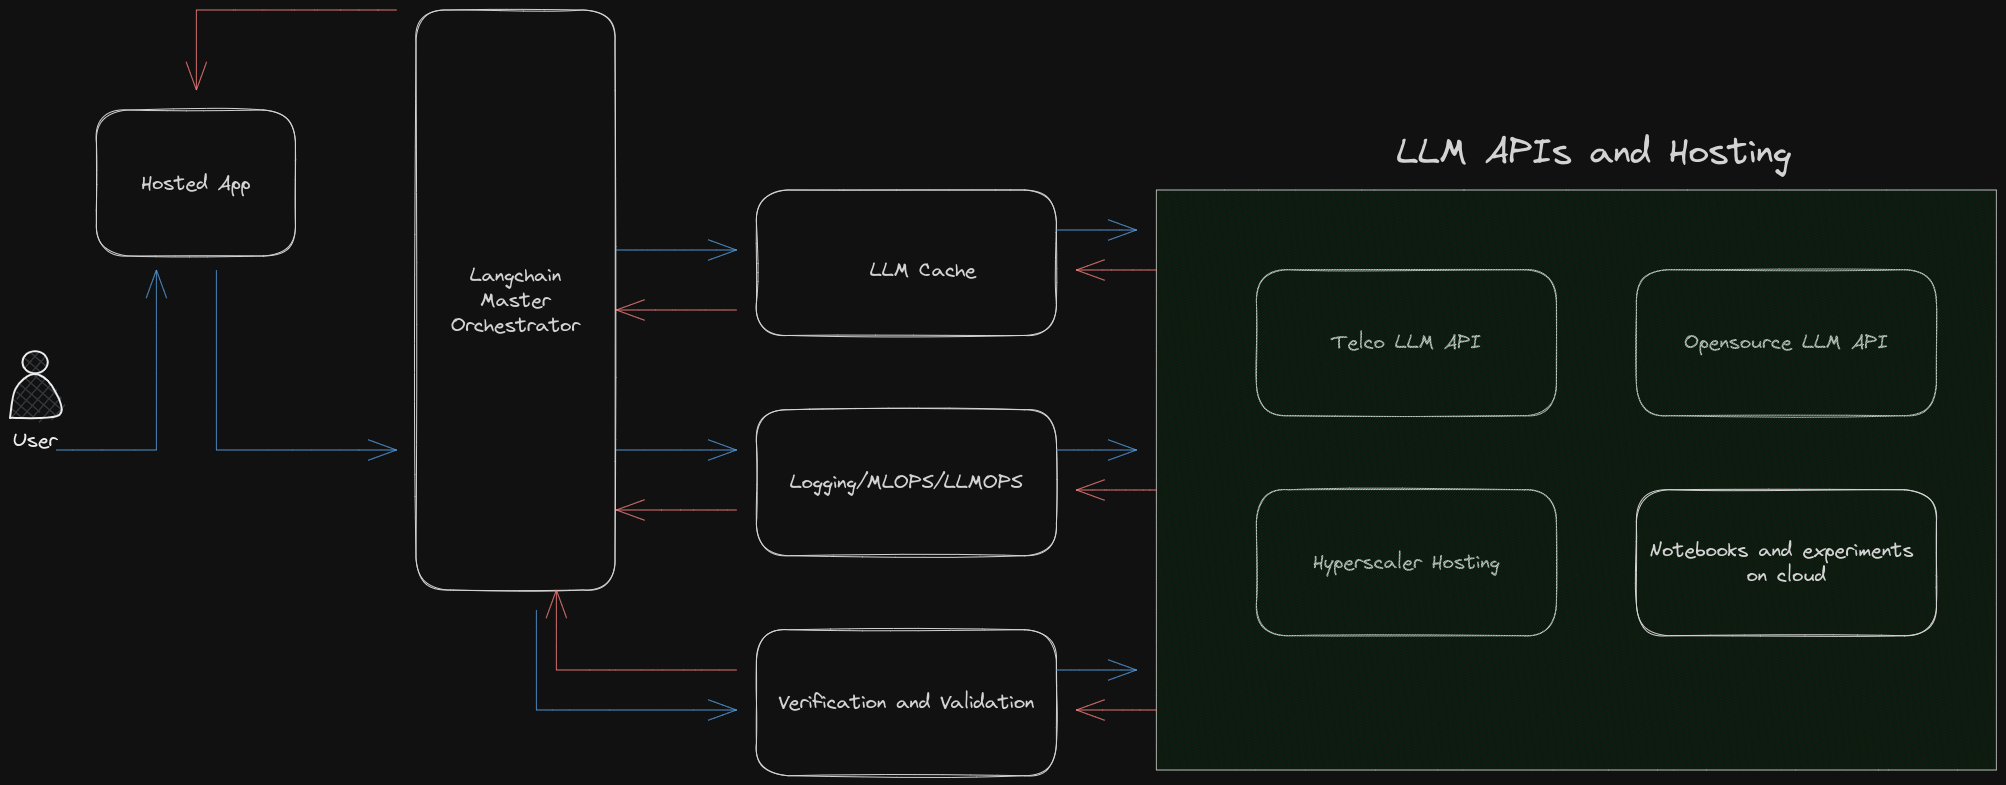 LLM APIs and Hosting
Hosted App
Langchain
Master
Orchestrator
User
LLM Cache
Logging/MLOPS/LLMOPS
Verification and Validation
Telco LLM API
Opensource LLM API
Hyperscaler Hosting
Notebooks and experiments
on cloud